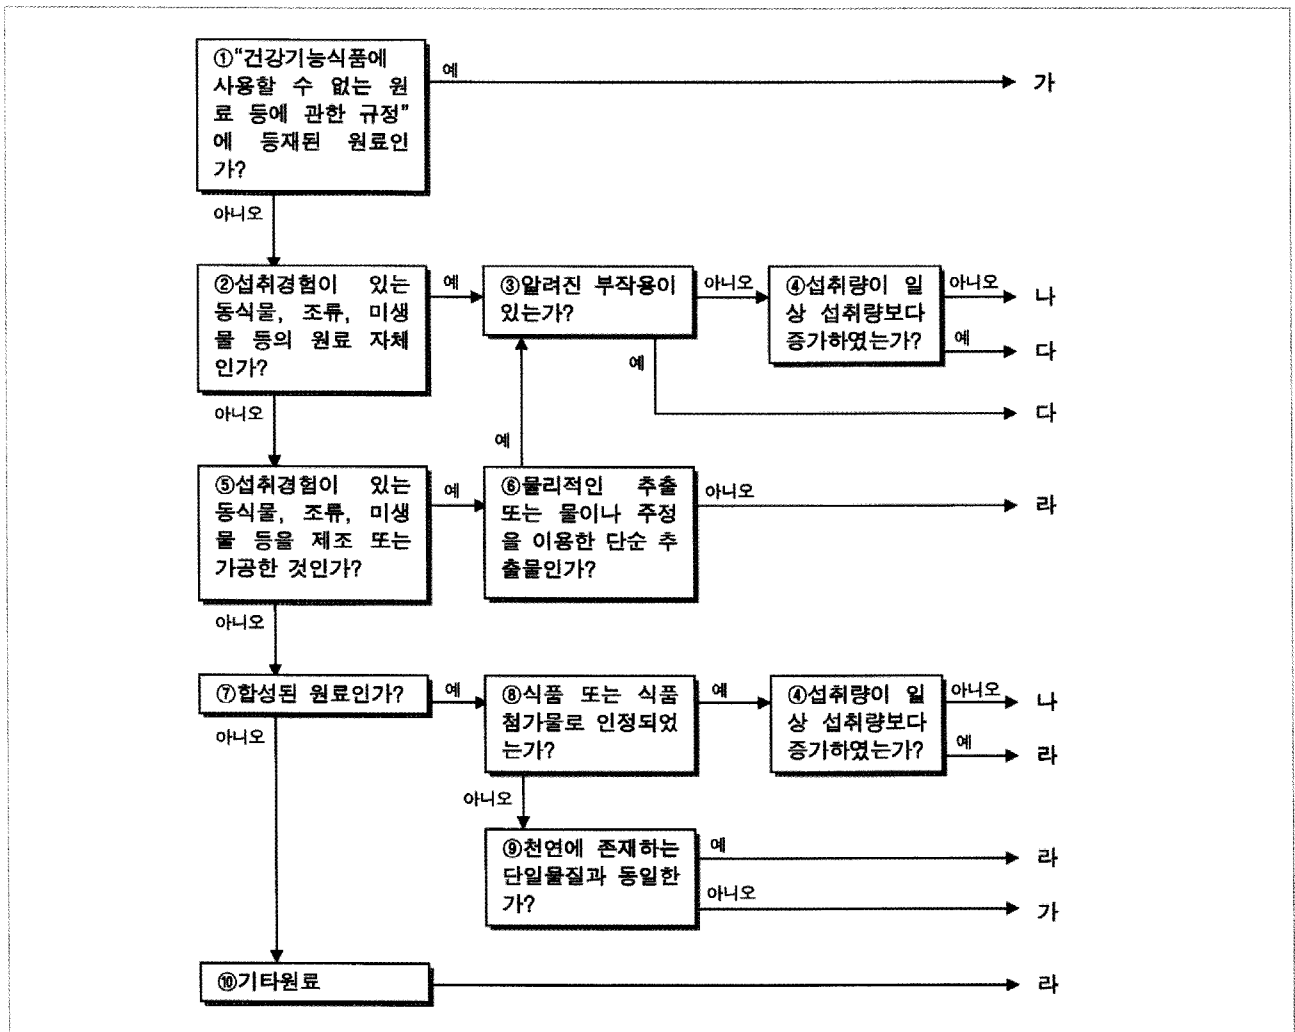 ①“건강기능식품에
사용할 수 없는 원
료 등에 관한 규정”
에 등재된 원료인
가?
예
가
아니오
②섭취경험이 있는
동식물, 조류, 미생
물 등의 원료 자체
인가?
예
③알려진 부작용이
있는가?
아니오
④섭취량이 일
상 섭취량보다
증가하였는가?
아니오
나
예
다
예
다
아니오
예
⑤섭취경험이 있는
동식물, 조류, 미생
물 등을 제조 또는
가공한 것인가?
예
⑥물리적인 추출
또는 물이나 주정
을 이용한 단순 추
출물인가?
아니오
라
아니오
⑦합성된 원료인가?
예
⑧식품 또는 식품
첨가물로 인정되었
는가?
예
④섭취량이 일
상 섭취량보다
증가하였는가?
아니오
나
예
라
아니오
아니오
⑨천연에 존재하는
단일물질과 동일한
가?
예
라
아니오
가
⑩기타원료
라